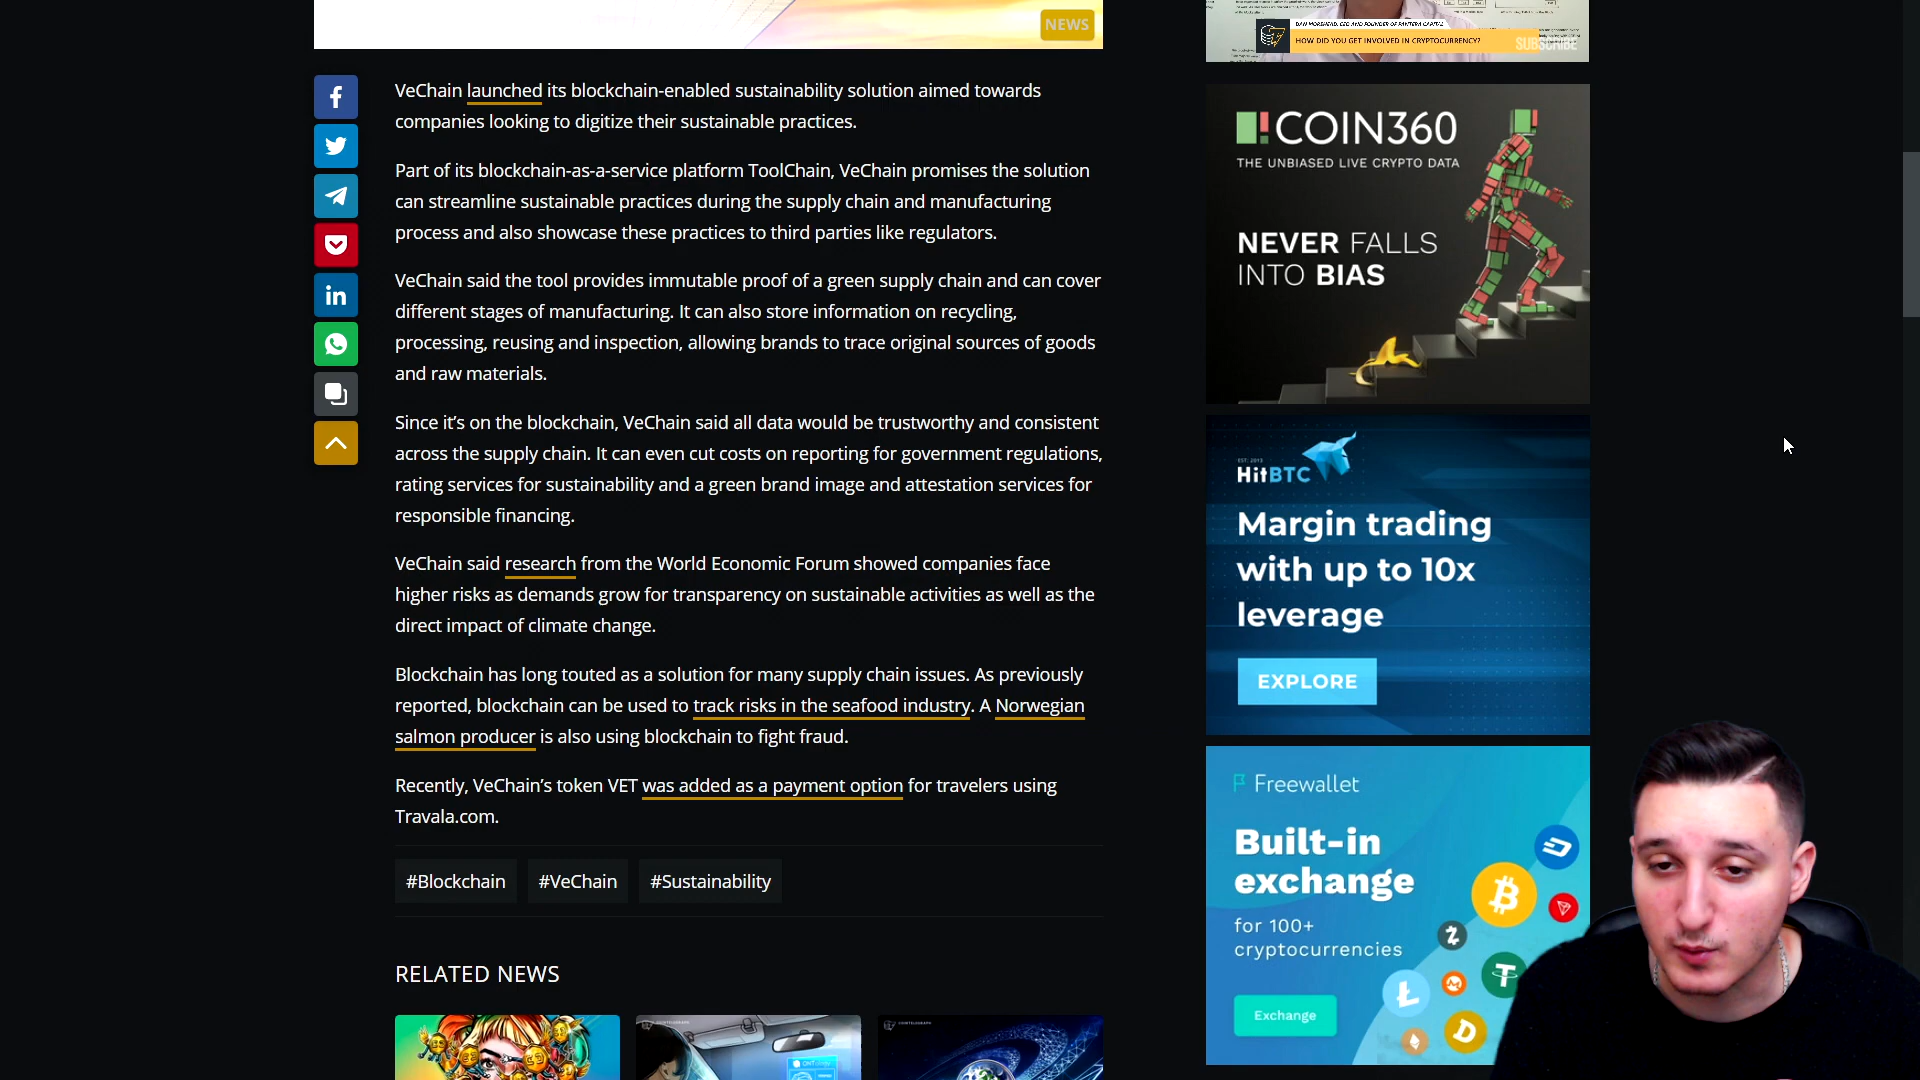 NEWS
VeChain launched its blockchain-enabled sustainability solution aimed towards
companies looking to digitize their sustainable practices.
Part of its blockchain-as-a-service platform ToolChain, VeChain promises the solution
can streamline sustainable practices during the supply chain and manufacturing
process and also showcase these practices to third parties like regulators.
VeChain said the tool provides immutable proof of a green supply chain and can cover
different stages of manufacturing. It can also store information on recycling,
processing, reusing and inspection, allowing brands to trace original sources of goods
and raw materials.
Since it’s on the blockchain, VeChain said all data would be trustworthy and consistent
across the supply chain. It can even cut costs on reporting for government regulations,
rating services for sustainability and a green brand image and attestation services for
responsible financing.
VeChain said research from the World Economic Forum showed companies face
higher risks as demands grow for transparency on sustainable activities as well as the
direct impact of climate change.
Blockchain has long touted as a solution for many supply chain issues. As previously
reported, blockchain can be used to track risks in the seafood industry. A Norwegian
salmon producer is also using blockchain to fight fraud.
Recently, VeChain’s token VET was added as a payment option for travelers using
Travala.com.
#Blockchain #VeChain #Sustainability
RELATED NEWS
DAN MOREHEAD, CEO AND FOUNDER OF PANTERA CAPITAL
HOW DID YOU GET INVOLVED IN CRYPTOCURRENCY?
SUBSCRIBE
COIN360
THE UNBIASED LIVE CRYPTO DATA
NEVER FALLS
INTO BIAS
HitBTC
Margin trading
with up to 10x
leverage
EXPLORE
Freewallet
Built-in
exchange
for 100+
cryptocurrencies
Exchange